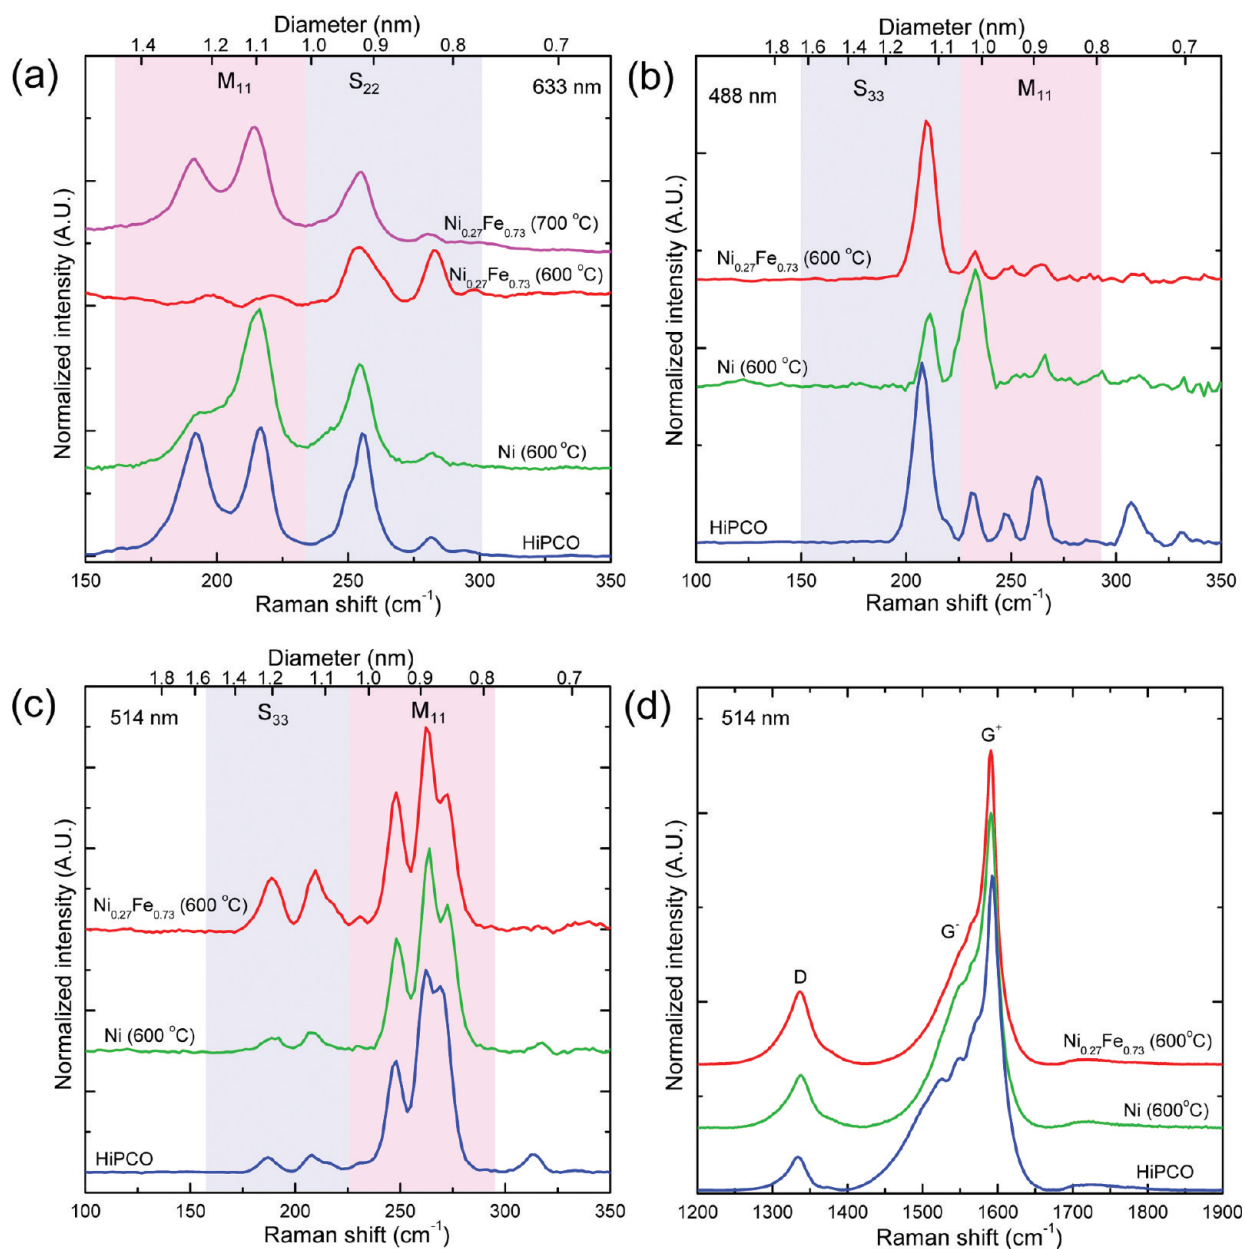 Diameter (nm)
1.4 1.2 1.1 1.0 0.9 0.8 0.7
(a)
M₁₁ S₂₂ 633 nm
Normalized intensity (A.U.)
Ni₀.₂₇Fe₀.₇₃ (700 °C)
Ni₀.₂₇Fe₀.₇₃ (600 °C)
Ni (600 °C)
HiPCO
150 200 250 300 350
Raman shift (cm⁻¹)
Diameter (nm)
1.8 1.6 1.4 1.2 1.1 1.0 0.9 0.8 0.7
(b)
488 nm S₃₃ M₁₁
Normalized intensity (A.U.)
Ni₀.₂₇Fe₀.₇₃ (600 °C)
Ni (600 °C)
HiPCO
100 150 200 250 300 350
Raman shift (cm⁻¹)
Diameter (nm)
1.8 1.6 1.4 1.2 1.1 1.0 0.9 0.8 0.7
(c)
514 nm S₃₃ M₁₁
Normalized intensity (A.U.)
Ni₀.₂₇Fe₀.₇₃ (600 °C)
Ni (600 °C)
HiPCO
100 150 200 250 300 350
Raman shift (cm⁻¹)
(d)
514 nm
G⁺
G⁻
D
Normalized intensity (A.U.)
Ni₀.₂₇Fe₀.₇₃ (600°C)
Ni (600°C)
HiPCO
1200 1300 1400 1500 1600 1700 1800 1900
Raman shift (cm⁻¹)